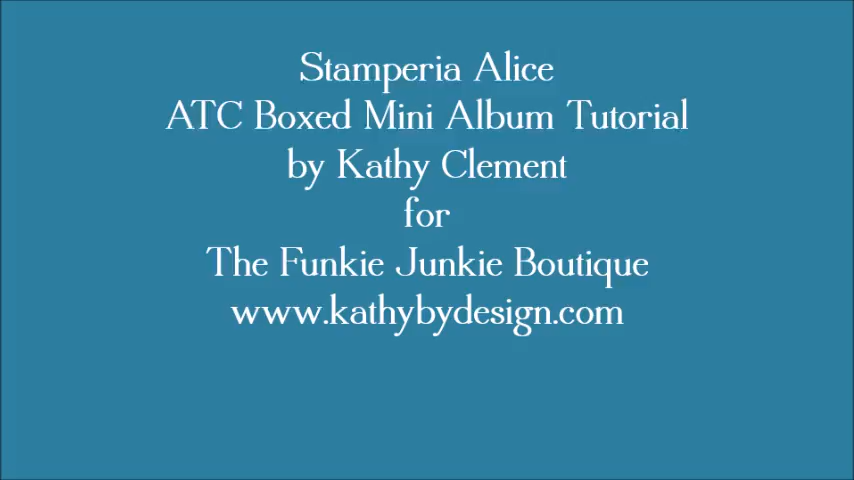 Stamperia Alice
ATC Boxed Mini Album Tutorial
by Kathy Clement
for
The Funkie Junkie Boutique
www.kathybydesign.com